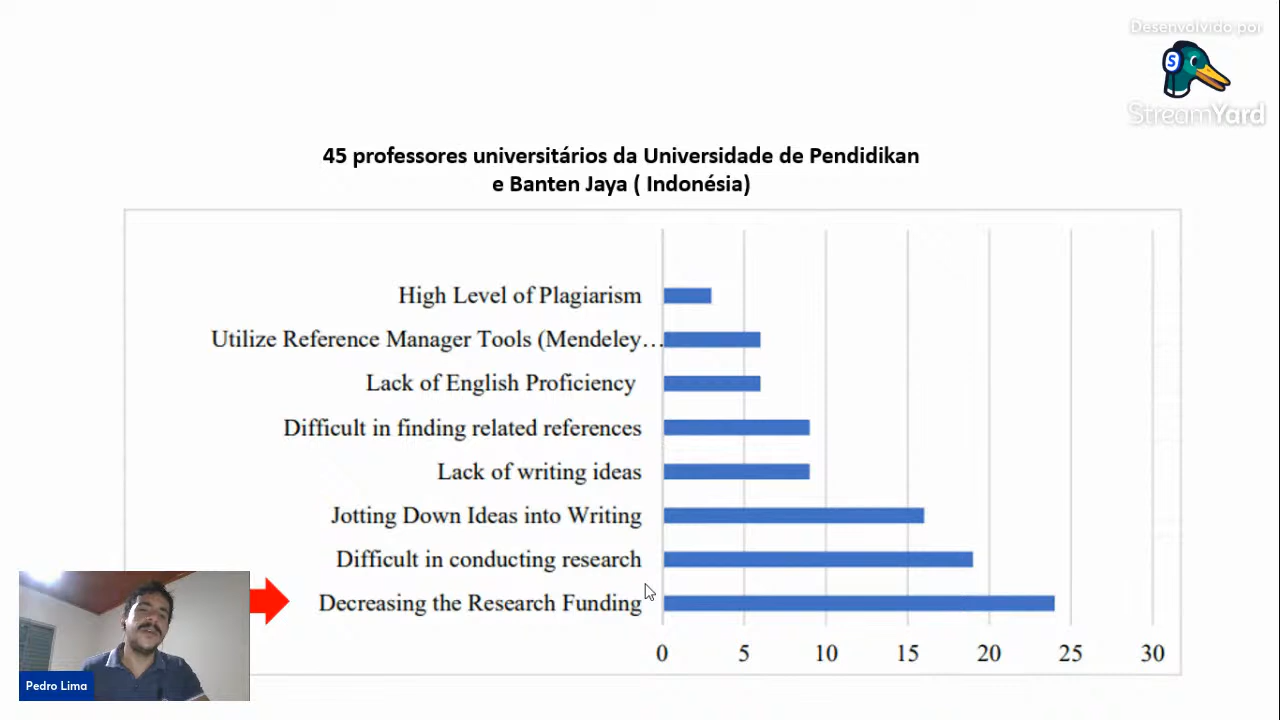 Desenvolvido por
S
StreamYard
45 professores universitários da Universidade de Pendidikan
e Banten Jaya ( Indonésia)
High Level of Plagiarism
Utilize Reference Manager Tools (Mendeley…
Lack of English Proficiency
Difficult in finding related references
Lack of writing ideas
Jotting Down Ideas into Writing
Difficult in conducting research
Decreasing the Research Funding
0 5 10 15 20 25 30
Pedro Lima